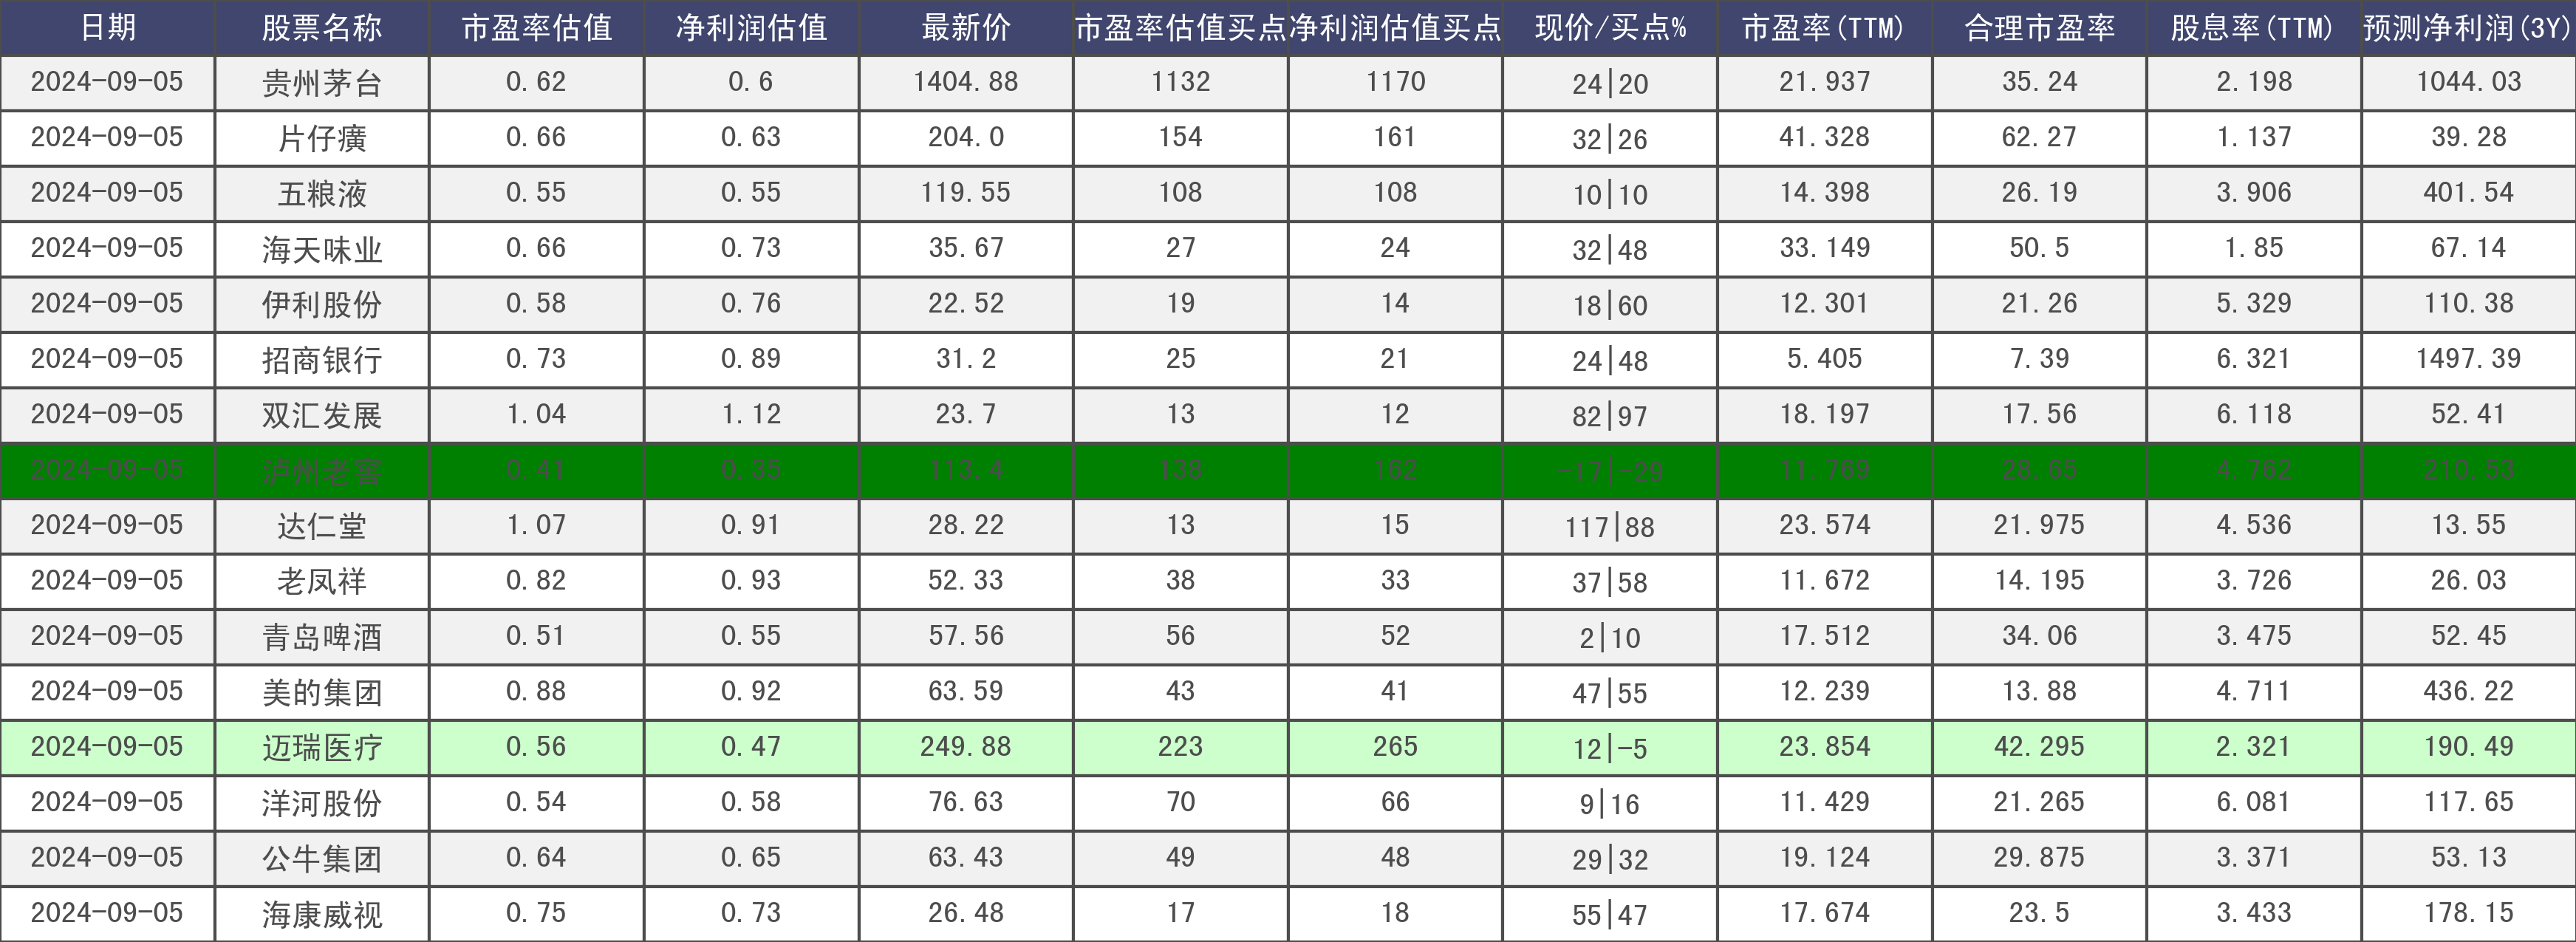 日期 股票名称 市盈率估值 净利润估值 最新价 市盈率估值买点 净利润估值买点 现价/买点% 市盈率(TTM) 合理市盈率 股息率(TTM) 预测净利润(3Y)
2024-09-05 贵州茅台 0.62 0.6 1404.88 1132 1170 24|20 21.937 35.24 2.198 1044.03
2024-09-05 片仔癀 0.66 0.63 204.0 154 161 32|26 41.328 62.27 1.137 39.28
2024-09-05 五粮液 0.55 0.55 119.55 108 108 10|10 14.398 26.19 3.906 401.54
2024-09-05 海天味业 0.66 0.73 35.67 27 24 32|48 33.149 50.5 1.85 67.14
2024-09-05 伊利股份 0.58 0.76 22.52 19 14 18|60 12.301 21.26 5.329 110.38
2024-09-05 招商银行 0.73 0.89 31.2 25 21 24|48 5.405 7.39 6.321 1497.39
2024-09-05 双汇发展 1.04 1.12 23.7 13 12 82|97 18.197 17.56 6.118 52.41
2024-09-05 泸州老窖 0.41 0.35 113.4 138 162 -17|-29 11.769 28.65 4.762 210.53
2024-09-05 达仁堂 1.07 0.91 28.22 13 15 117|88 23.574 21.975 4.536 13.55
2024-09-05 老凤祥 0.82 0.93 52.33 38 33 37|58 11.672 14.195 3.726 26.03
2024-09-05 青岛啤酒 0.51 0.55 57.56 56 52 2|10 17.512 34.06 3.475 52.45
2024-09-05 美的集团 0.88 0.92 63.59 43 41 47|55 12.239 13.88 4.711 436.22
2024-09-05 迈瑞医疗 0.56 0.47 249.88 223 265 12|-5 23.854 42.295 2.321 190.49
2024-09-05 洋河股份 0.54 0.58 76.63 70 66 9|16 11.429 21.265 6.081 117.65
2024-09-05 公牛集团 0.64 0.65 63.43 49 48 29|32 19.124 29.875 3.371 53.13
2024-09-05 海康威视 0.75 0.73 26.48 17 18 55|47 17.674 23.5 3.433 178.15